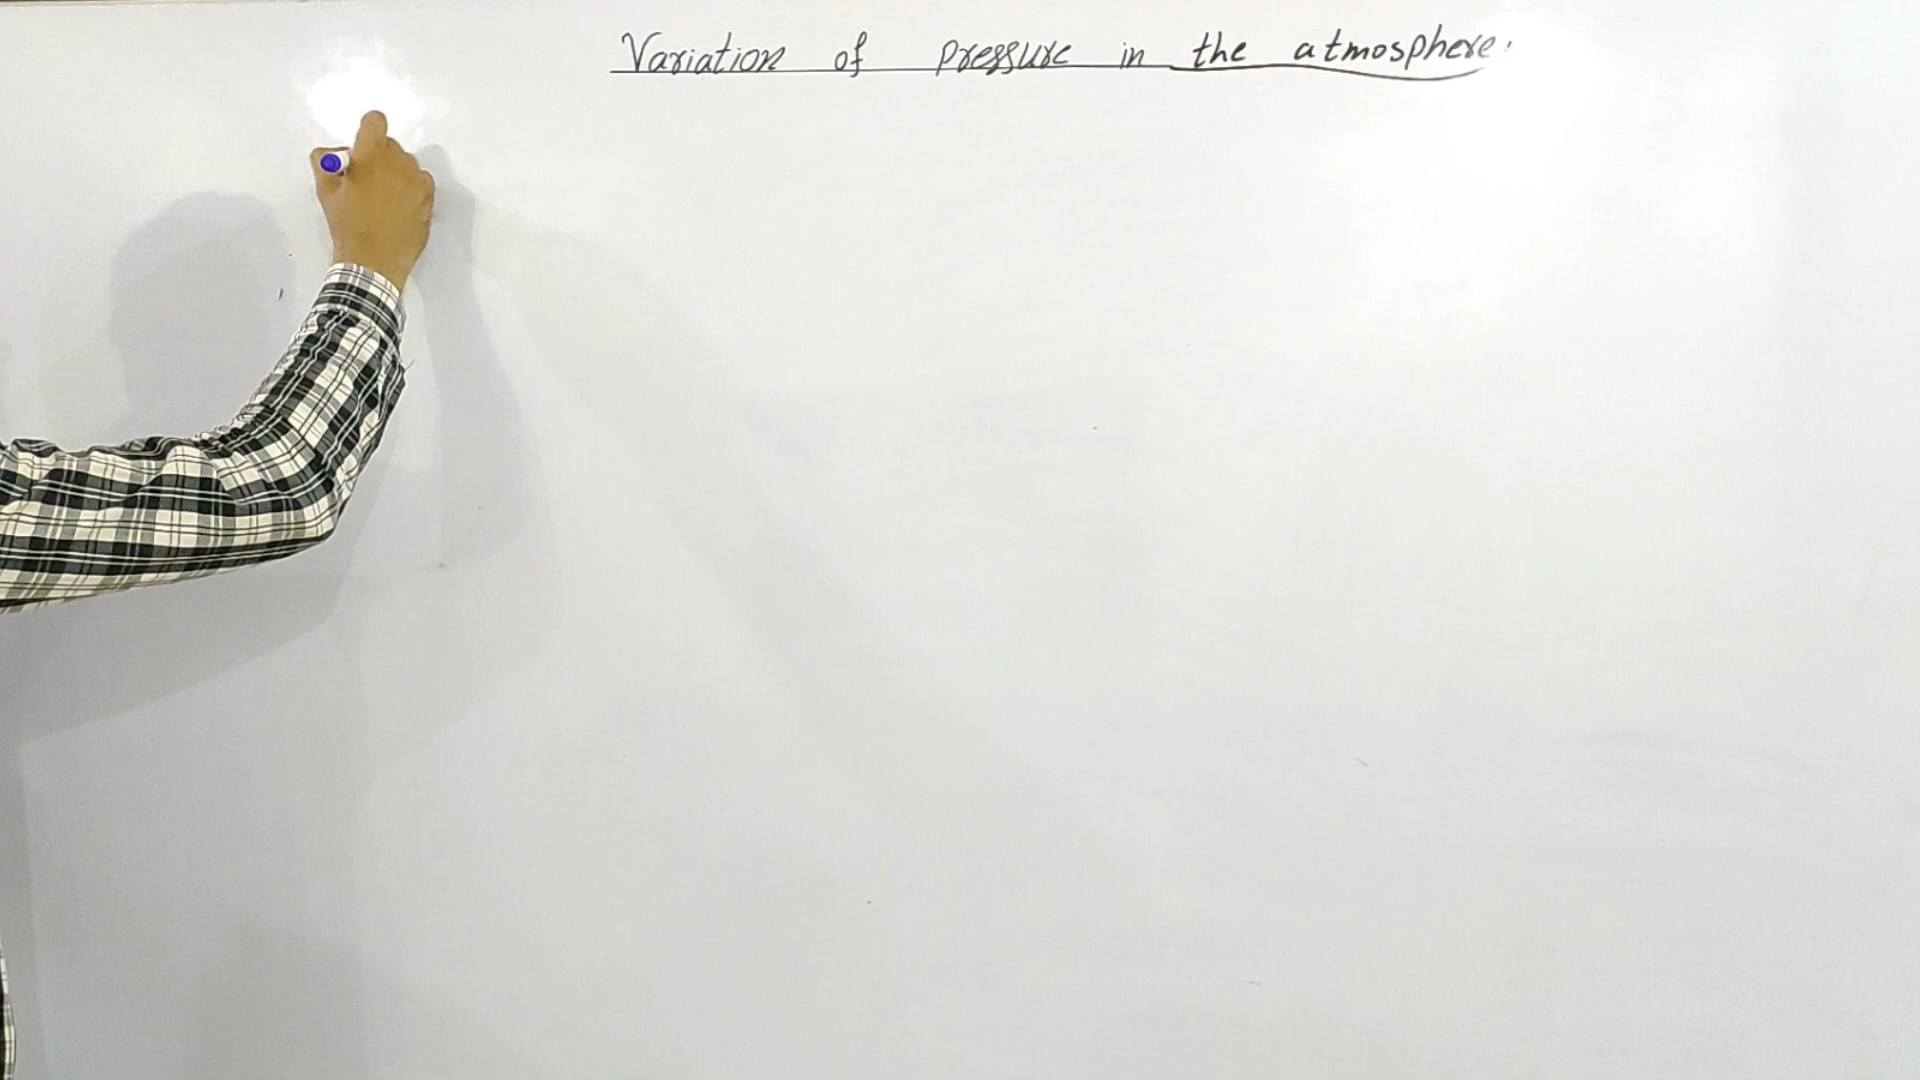 Variation of pressure in the atmosphere.